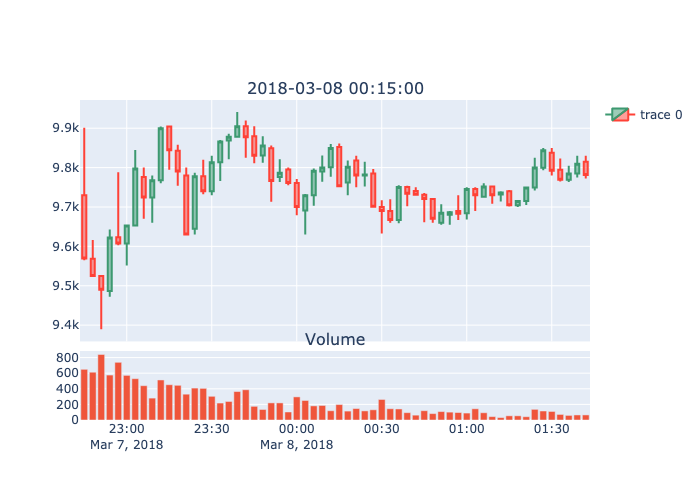 2018-03-08 00:15:00
trace 0
9.9k
9.8k
9.7k
9.6k
9.5k
9.4k
Volume
800
600
400
200
0
23:00 23:30 00:00 00:30 01:00 01:30
Mar 7, 2018 Mar 8, 2018